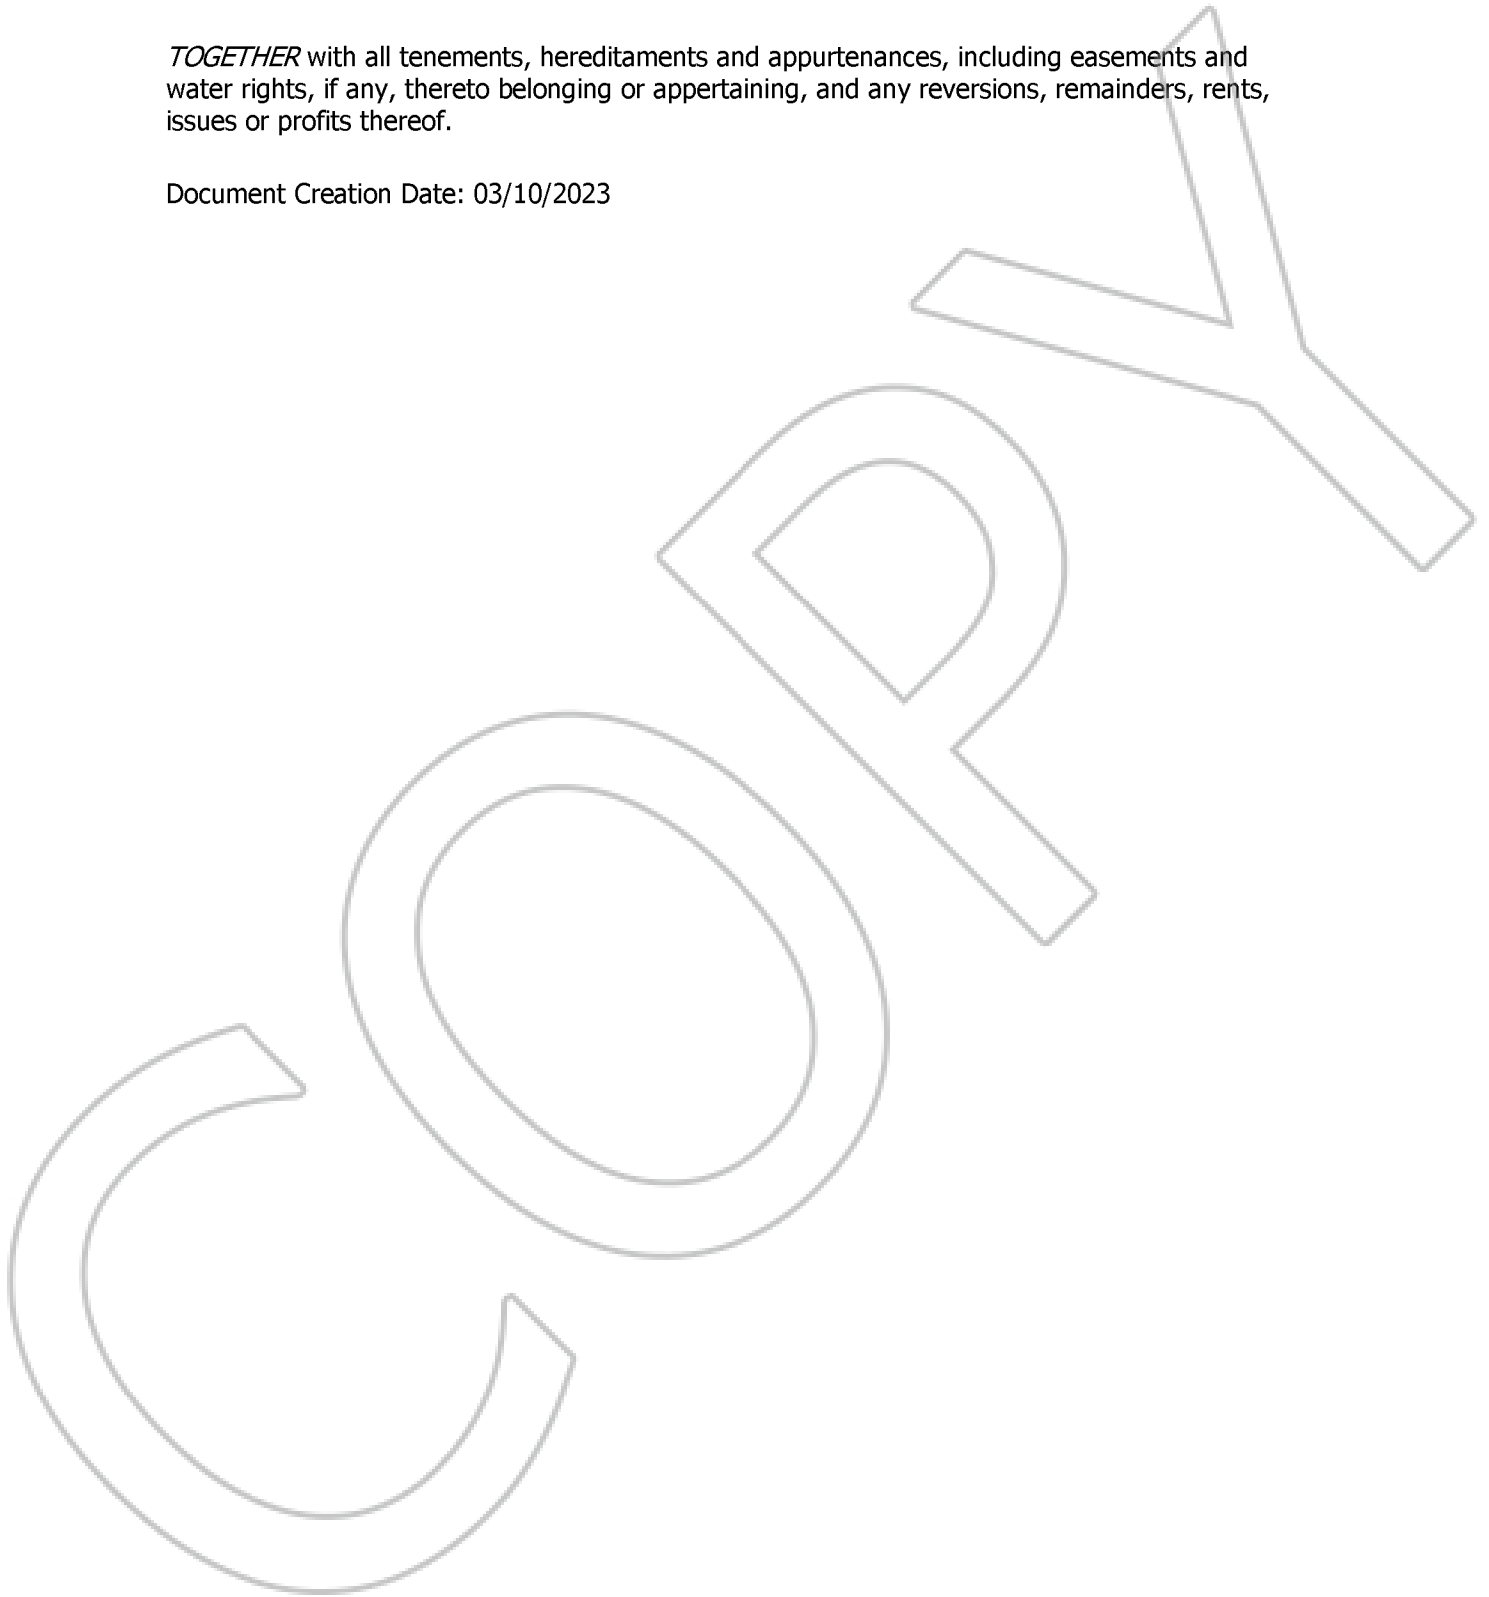 TOGETHER with all tenements, hereditaments and appurtenances, including easements and
water rights, if any, thereto belonging or appertaining, and any reversions, remainders, rents,
issues or profits thereof.
Document Creation Date: 03/10/2023
COPY